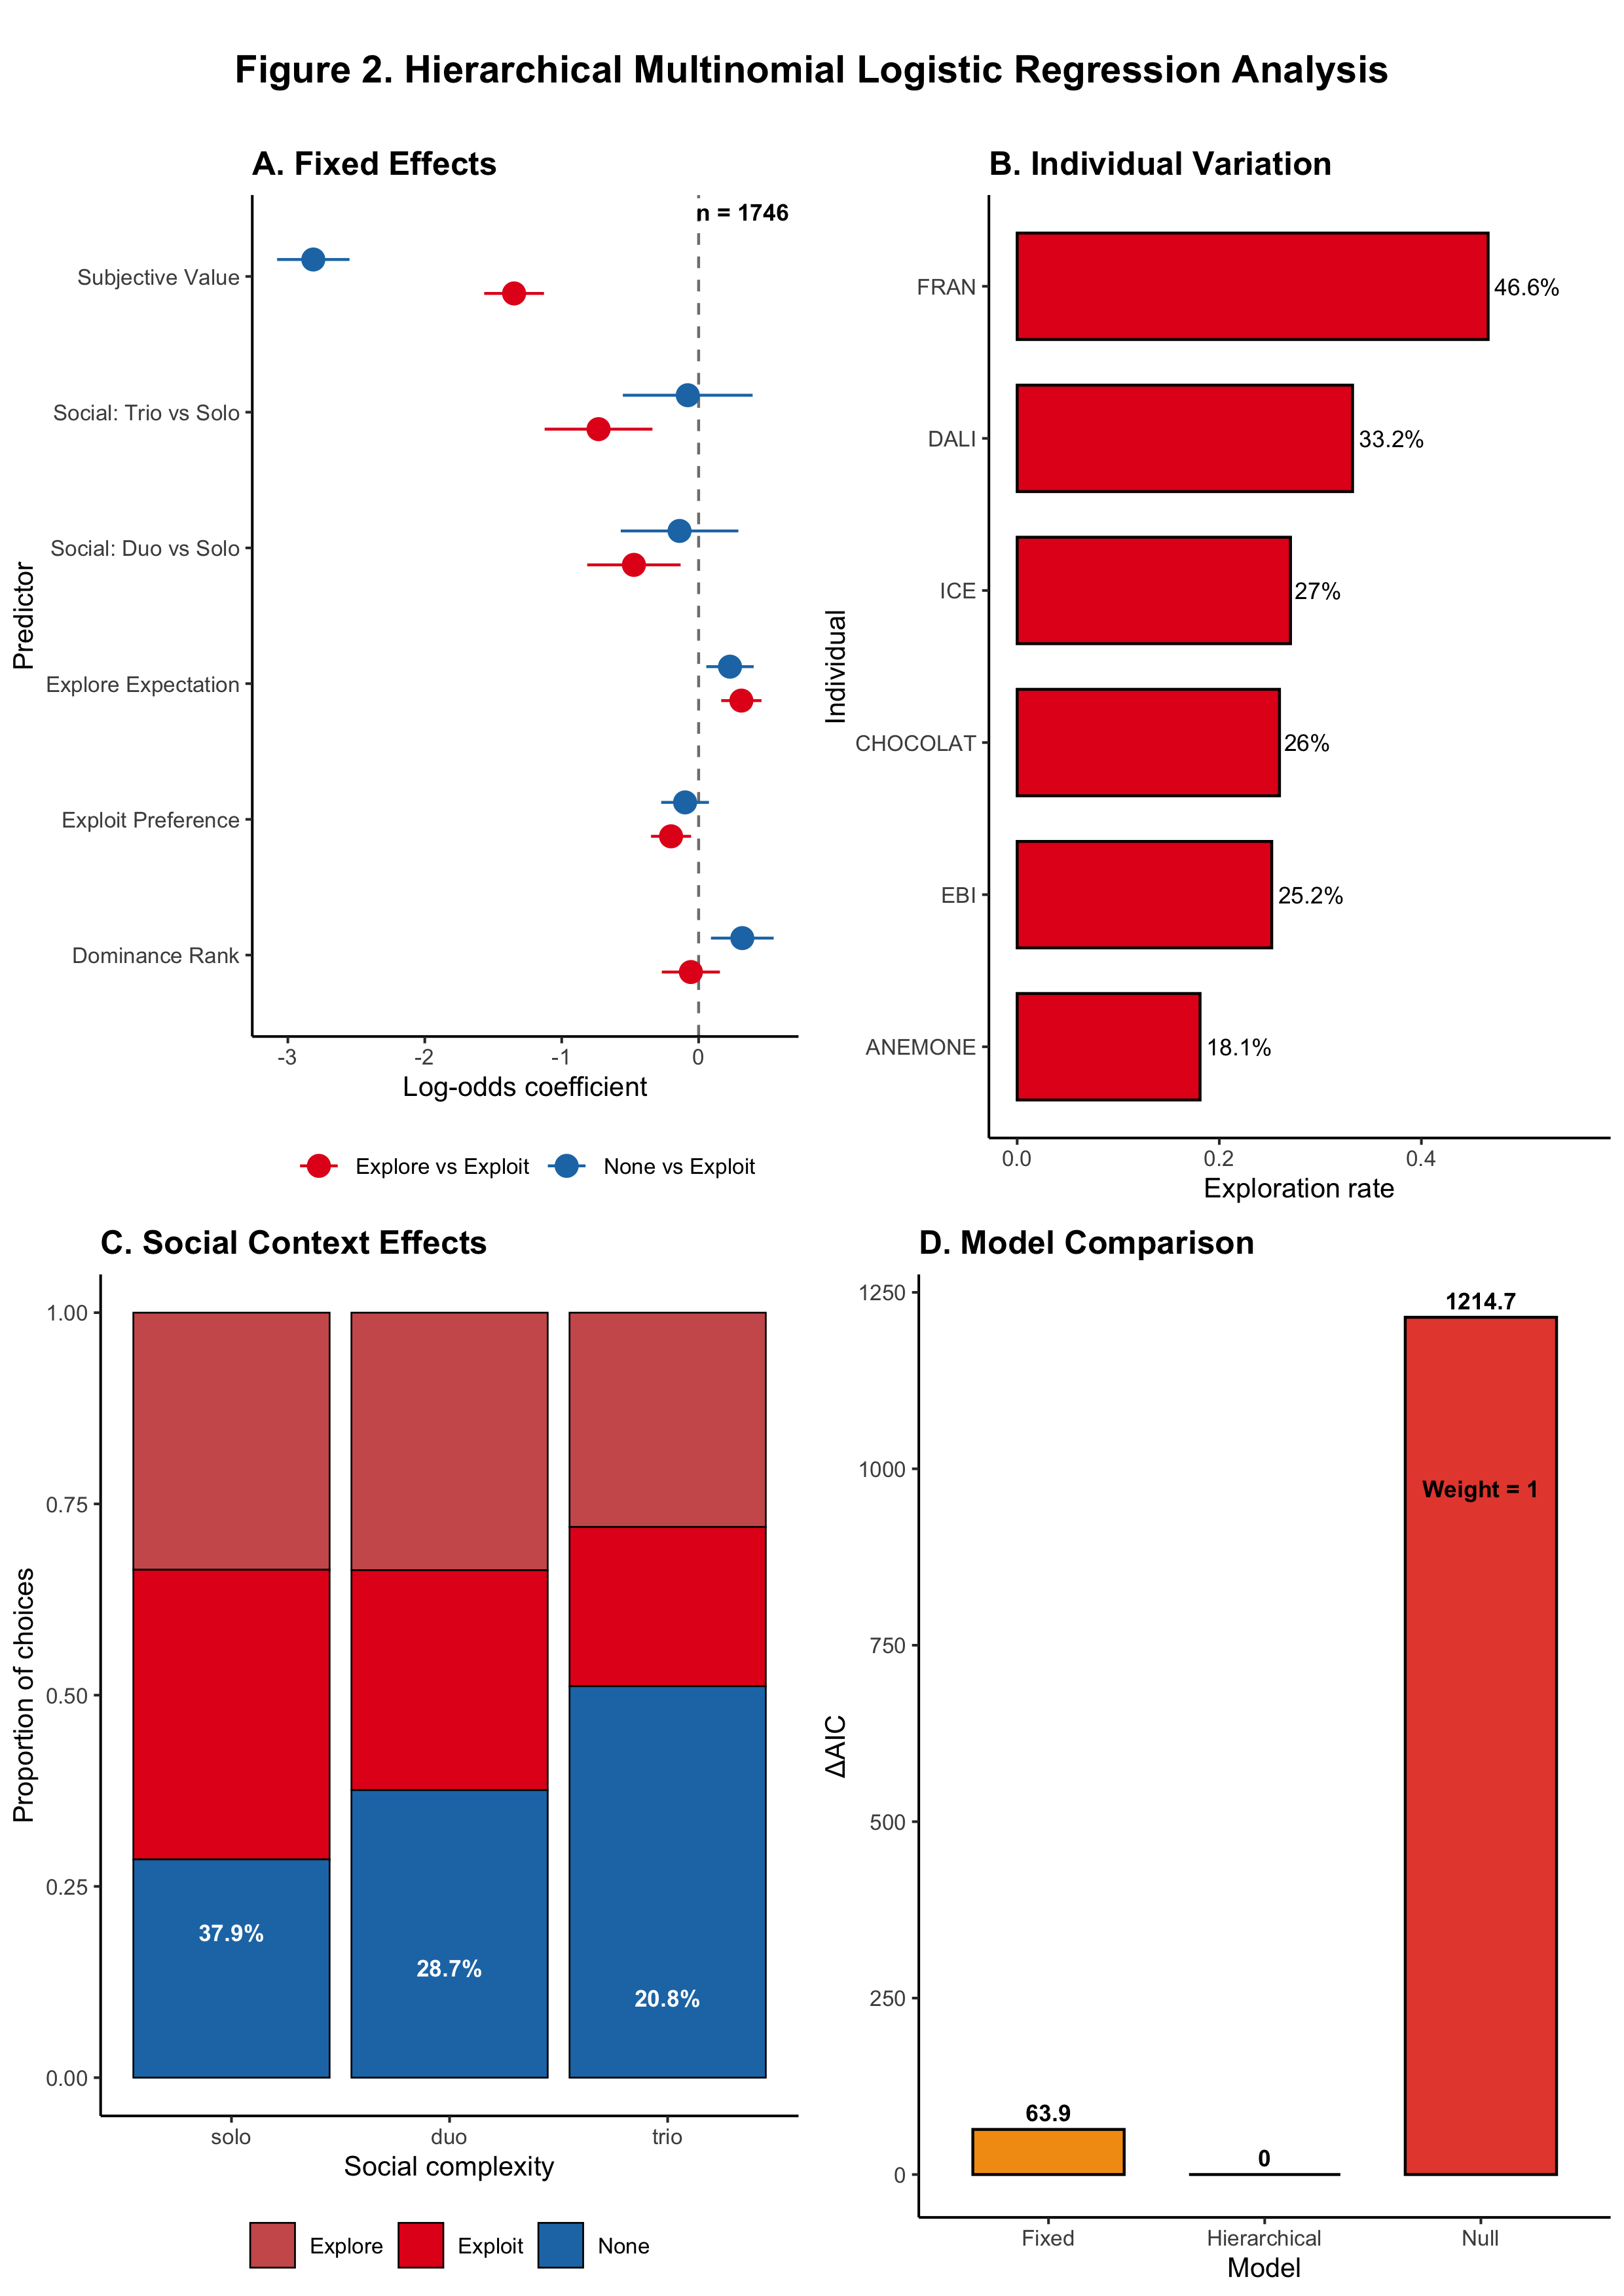 Figure 2. Hierarchical Multinomial Logistic Regression Analysis
A. Fixed Effects
n = 1746
Predictor
Subjective Value
Social: Trio vs Solo
Social: Duo vs Solo
Explore Expectation
Exploit Preference
Dominance Rank
-3 -2 -1 0
Log-odds coefficient
Explore vs Exploit None vs Exploit
B. Individual Variation
Individual
FRAN 46.6%
DALI 33.2%
ICE 27%
CHOCOLAT 26%
EBI 25.2%
ANEMONE 18.1%
0.0 0.2 0.4
Exploration rate
C. Social Context Effects
Proportion of choices
1.00
0.75
0.50
0.25
0.00
37.9%
28.7%
20.8%
solo duo trio
Social complexity
Explore Exploit None
D. Model Comparison
ΔAIC
1250
1000
750
500
250
0
1214.7
Weight = 1
63.9
0
Fixed Hierarchical Null
Model